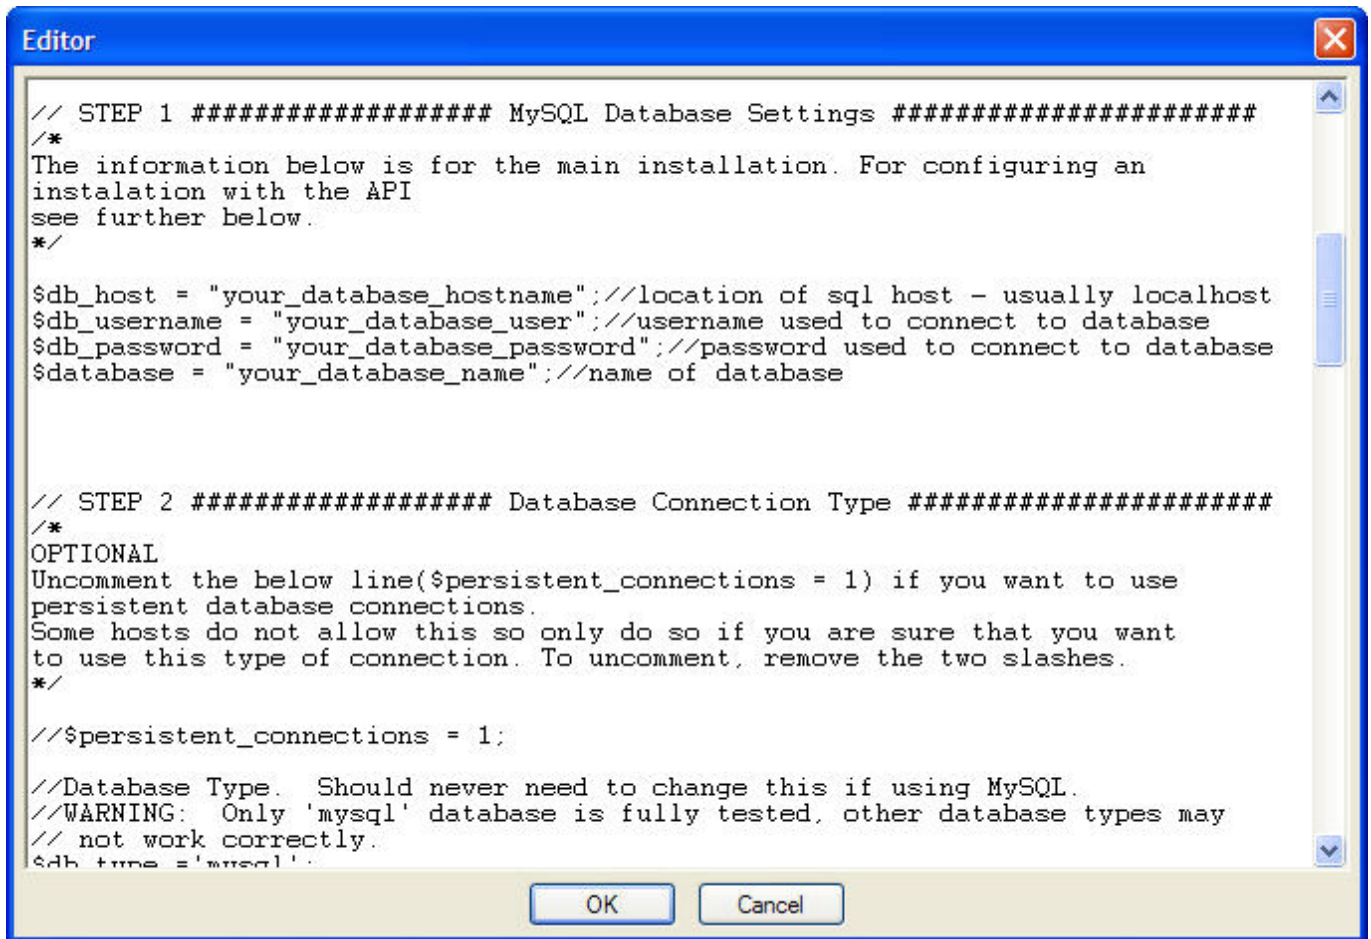 Editor
// STEP 1 ################### MySQL Database Settings #######################
/*
The information below is for the main installation. For configuring an
instalation with the API
see further below.
*/
$db_host = "your_database_hostname";//location of sql host - usually localhost
$db_username = "your_database_user";//username used to connect to database
$db_password = "your_database_password";//password used to connect to database
$database = "your_database_name";//name of database
// STEP 2 ################### Database Connection Type #######################
/*
OPTIONAL
Uncomment the below line($persistent_connections = 1) if you want to use
persistent database connections.
Some hosts do not allow this so only do so if you are sure that you want
to use this type of connection. To uncomment, remove the two slashes.
*/
//$persistent_connections = 1;
//Database Type.  Should never need to change this if using MySQL.
//WARNING:  Only 'mysql' database is fully tested, other database types may
// not work correctly.
$db_type ='mysql';
OK
Cancel